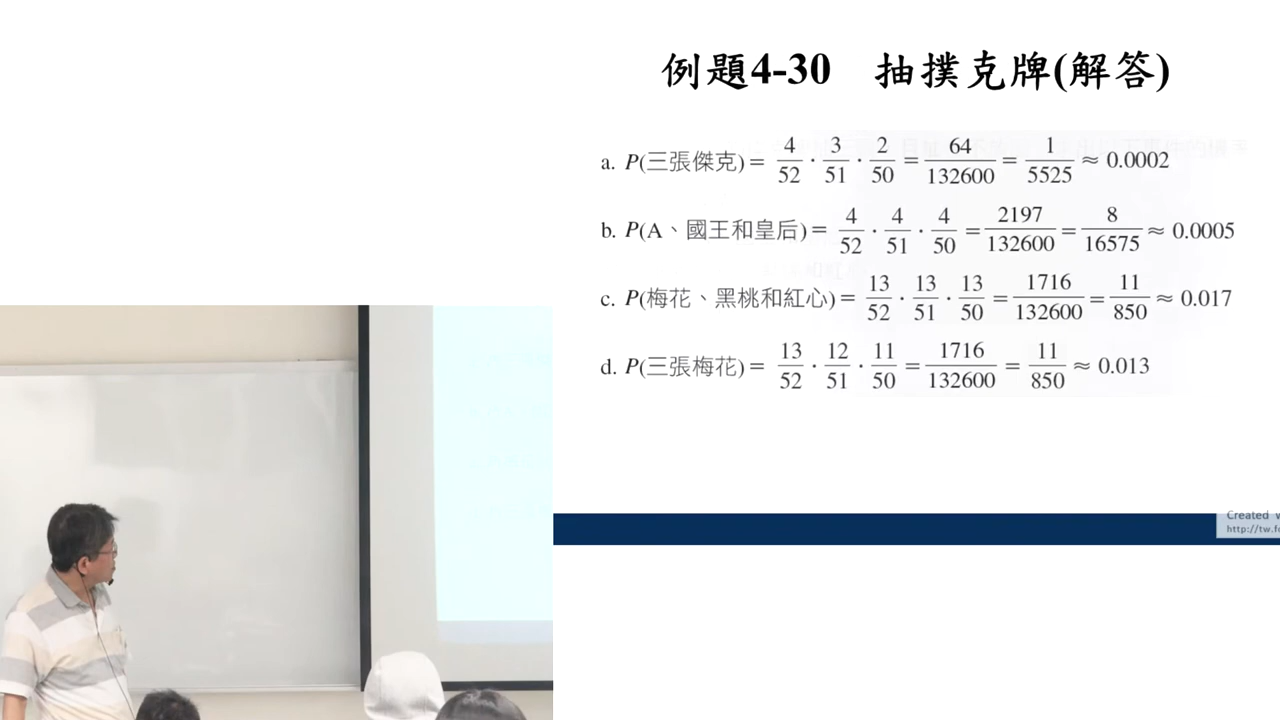 例題4-30 抽撲克牌(解答)
a. P(三張傑克) = 4/52 · 3/51 · 2/50 = 64/132600 = 1/5525 ≈ 0.0002
b. P(A、國王和皇后) = 4/52 · 4/51 · 4/50 = 2197/132600 = 8/16575 ≈ 0.0005
c. P(梅花、黑桃和紅心) = 13/52 · 13/51 · 13/50 = 1716/132600 = 11/850 ≈ 0.017
d. P(三張梅花) = 13/52 · 12/51 · 11/50 = 1716/132600 = 11/850 ≈ 0.013
Created
http://tw.